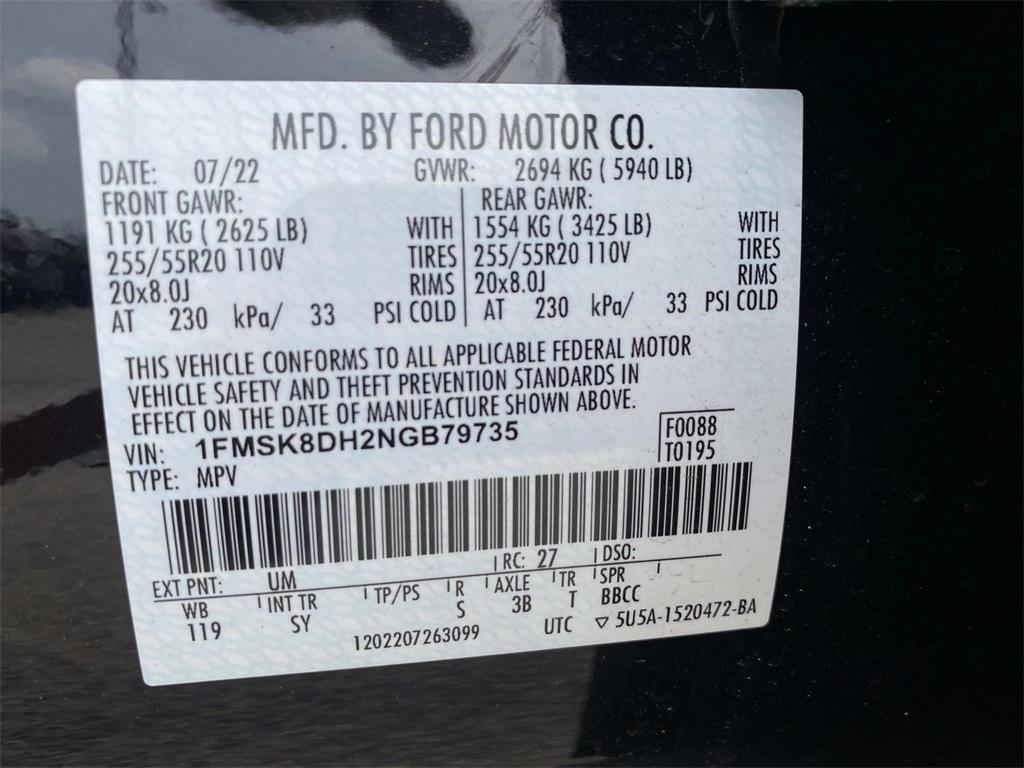 MFD. BY FORD MOTOR CO.
DATE: 07/22 GVWR: 2694 KG ( 5940 LB)
FRONT GAWR: REAR GAWR:
1191 KG ( 2625 LB) WITH 1554 KG ( 3425 LB) WITH
255/55R20 110V TIRES 255/55R20 110V TIRES
20x8.0J RIMS 20x8.0J RIMS
AT 230 kPa/ 33 PSI COLD AT 230 kPa/ 33 PSI COLD
THIS VEHICLE CONFORMS TO ALL APPLICABLE FEDERAL MOTOR
VEHICLE SAFETY AND THEFT PREVENTION STANDARDS IN
EFFECT ON THE DATE OF MANUFACTURE SHOWN ABOVE.
VIN: 1FMSK8DH2NGB79735 F0088
TYPE: MPV T0195
EXT PNT: UM RC: 27 DSO:
WB INT TR TP/PS R AXLE TR SPR
119 SY S 3B T BBCC
1202207263099 UTC ▽ 5U5A-1520472-BA